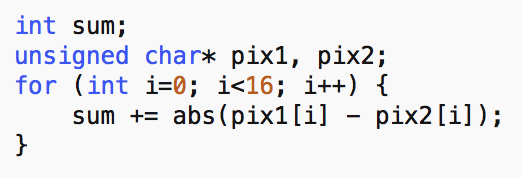 int sum;
unsigned char* pix1, pix2;
for (int i=0; i<16; i++) {
    sum += abs(pix1[i] - pix2[i]);
}